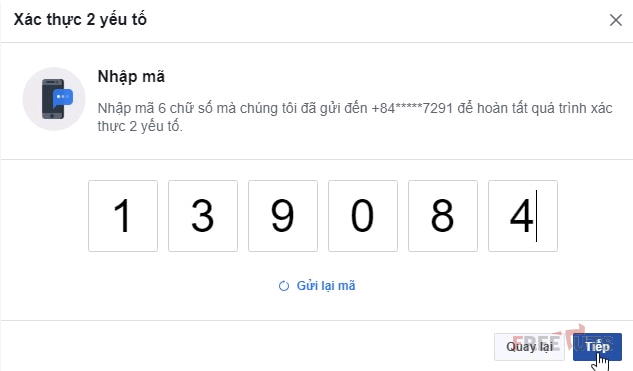 Xác thực 2 yếu tố
Nhập mã
Nhập mã 6 chữ số mà chúng tôi đã gửi đến +84*****7291 để hoàn tất quá trình xác
thực 2 yếu tố.
1 3 9 0 8 4
Gửi lại mã
Quay lại Tiếp